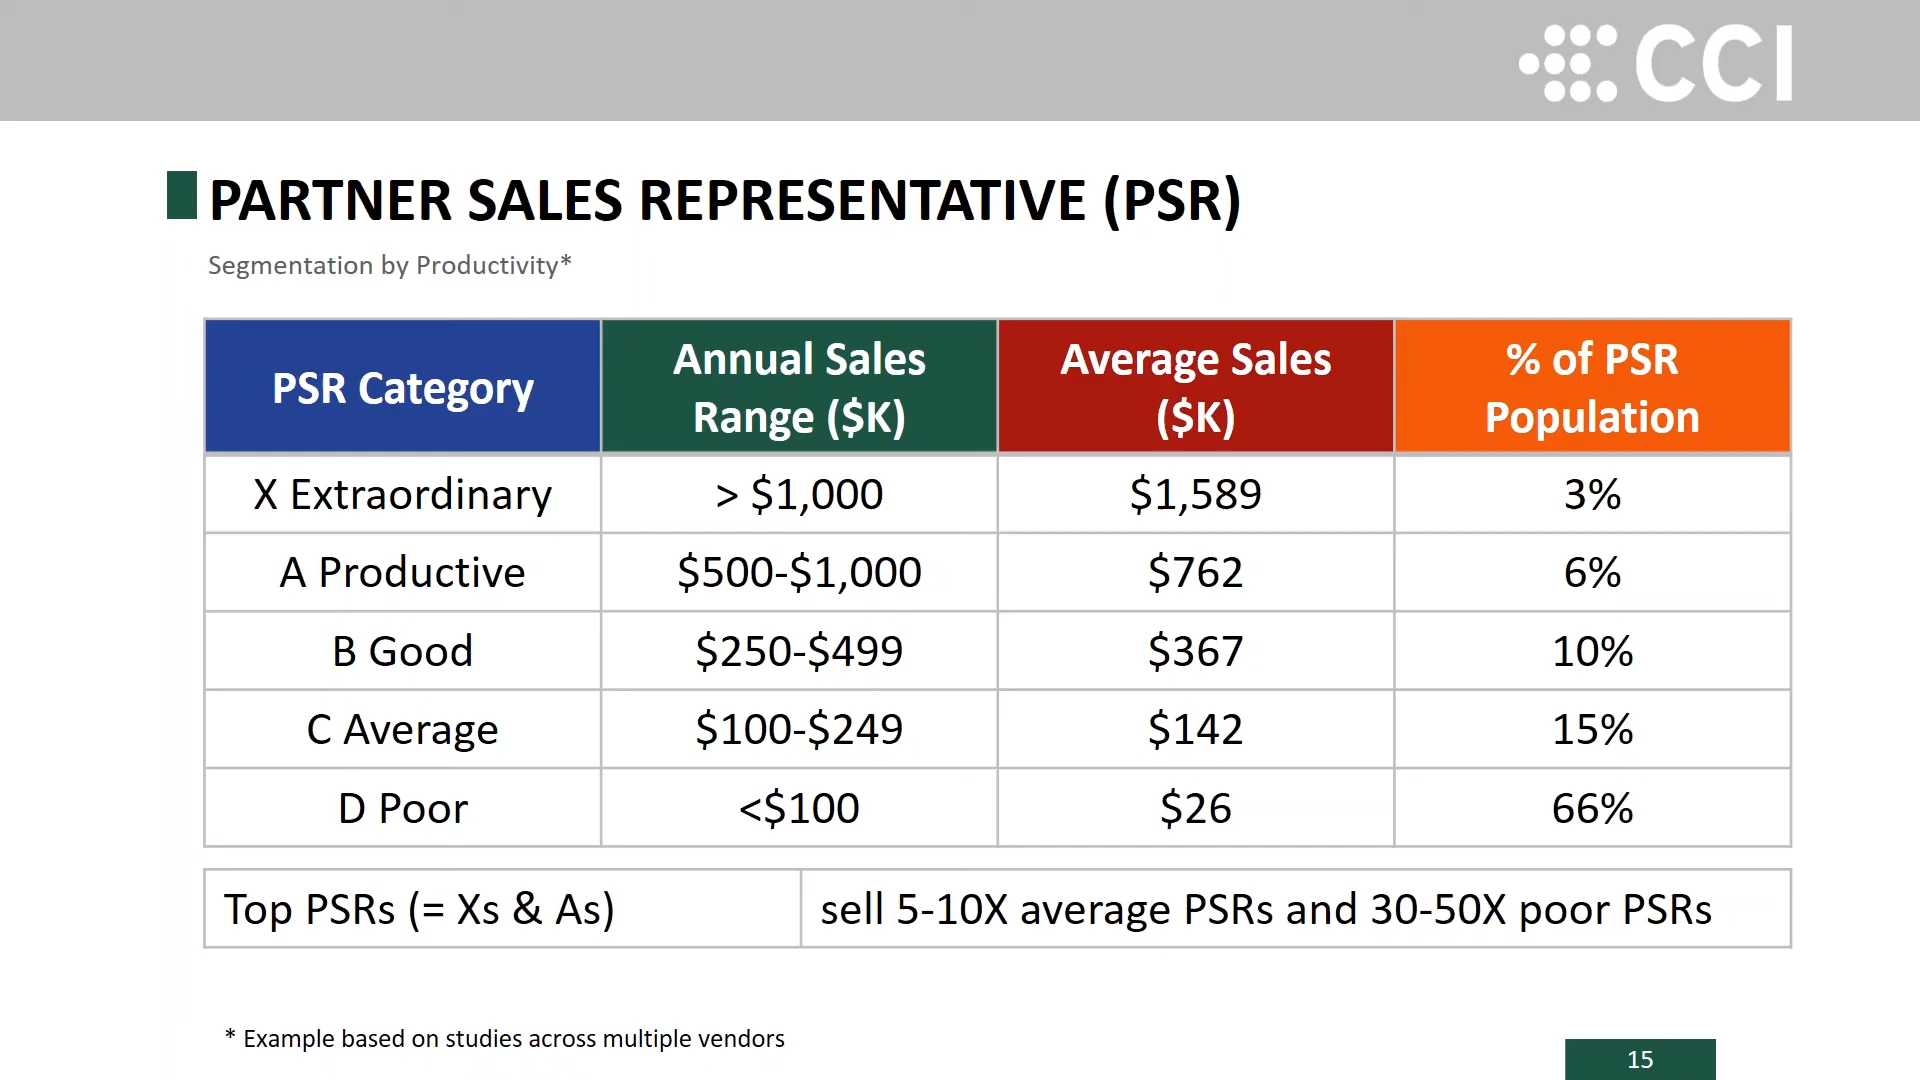 CCI
PARTNER SALES REPRESENTATIVE (PSR)
Segmentation by Productivity*
PSR Category
Annual Sales
Range ($K)
Average Sales
($K)
% of PSR
Population
X Extraordinary
> $1,000
$1,589
3%
A Productive
$500-$1,000
$762
6%
B Good
$250-$499
$367
10%
C Average
$100-$249
$142
15%
D Poor
<$100
$26
66%
Top PSRs (= Xs & As)
sell 5-10X average PSRs and 30-50X poor PSRs
* Example based on studies across multiple vendors
15